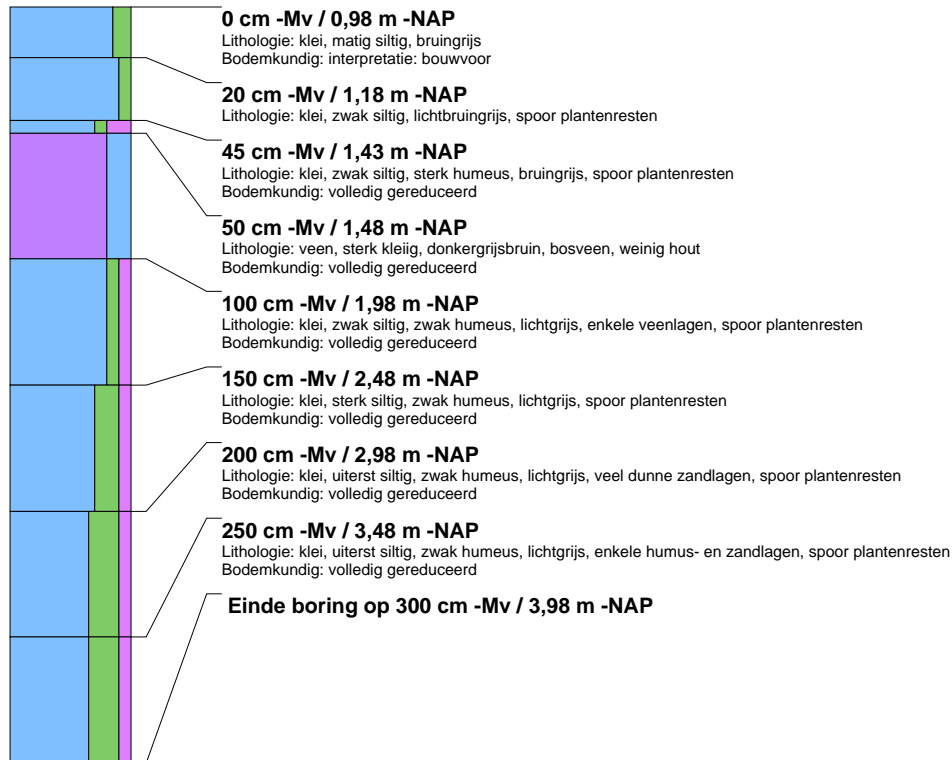 0 cm -Mv / 0,98 m -NAP
Lithologie: klei, matig siltig, bruingrijs
Bodemkundig: interpretatie: bouwvoor
20 cm -Mv / 1,18 m -NAP
Lithologie: klei, zwak siltig, lichtbruingrijs, spoor plantenresten
45 cm -Mv / 1,43 m -NAP
Lithologie: klei, zwak siltig, sterk humeus, bruingrijs, spoor plantenresten
Bodemkundig: volledig gereduceerd
50 cm -Mv / 1,48 m -NAP
Lithologie: veen, sterk kleiig, donkergrijsbruin, bosveen, weinig hout
Bodemkundig: volledig gereduceerd
100 cm -Mv / 1,98 m -NAP
Lithologie: klei, zwak siltig, zwak humeus, lichtgrijs, enkele veenlagen, spoor plantenresten
Bodemkundig: volledig gereduceerd
150 cm -Mv / 2,48 m -NAP
Lithologie: klei, sterk siltig, zwak humeus, lichtgrijs, spoor plantenresten
Bodemkundig: volledig gereduceerd
200 cm -Mv / 2,98 m -NAP
Lithologie: klei, uiterst siltig, zwak humeus, lichtgrijs, veel dunne zandlagen, spoor plantenresten
Bodemkundig: volledig gereduceerd
250 cm -Mv / 3,48 m -NAP
Lithologie: klei, uiterst siltig, zwak humeus, lichtgrijs, enkele humus- en zandlagen, spoor plantenresten
Bodemkundig: volledig gereduceerd
Einde boring op 300 cm -Mv / 3,98 m -NAP